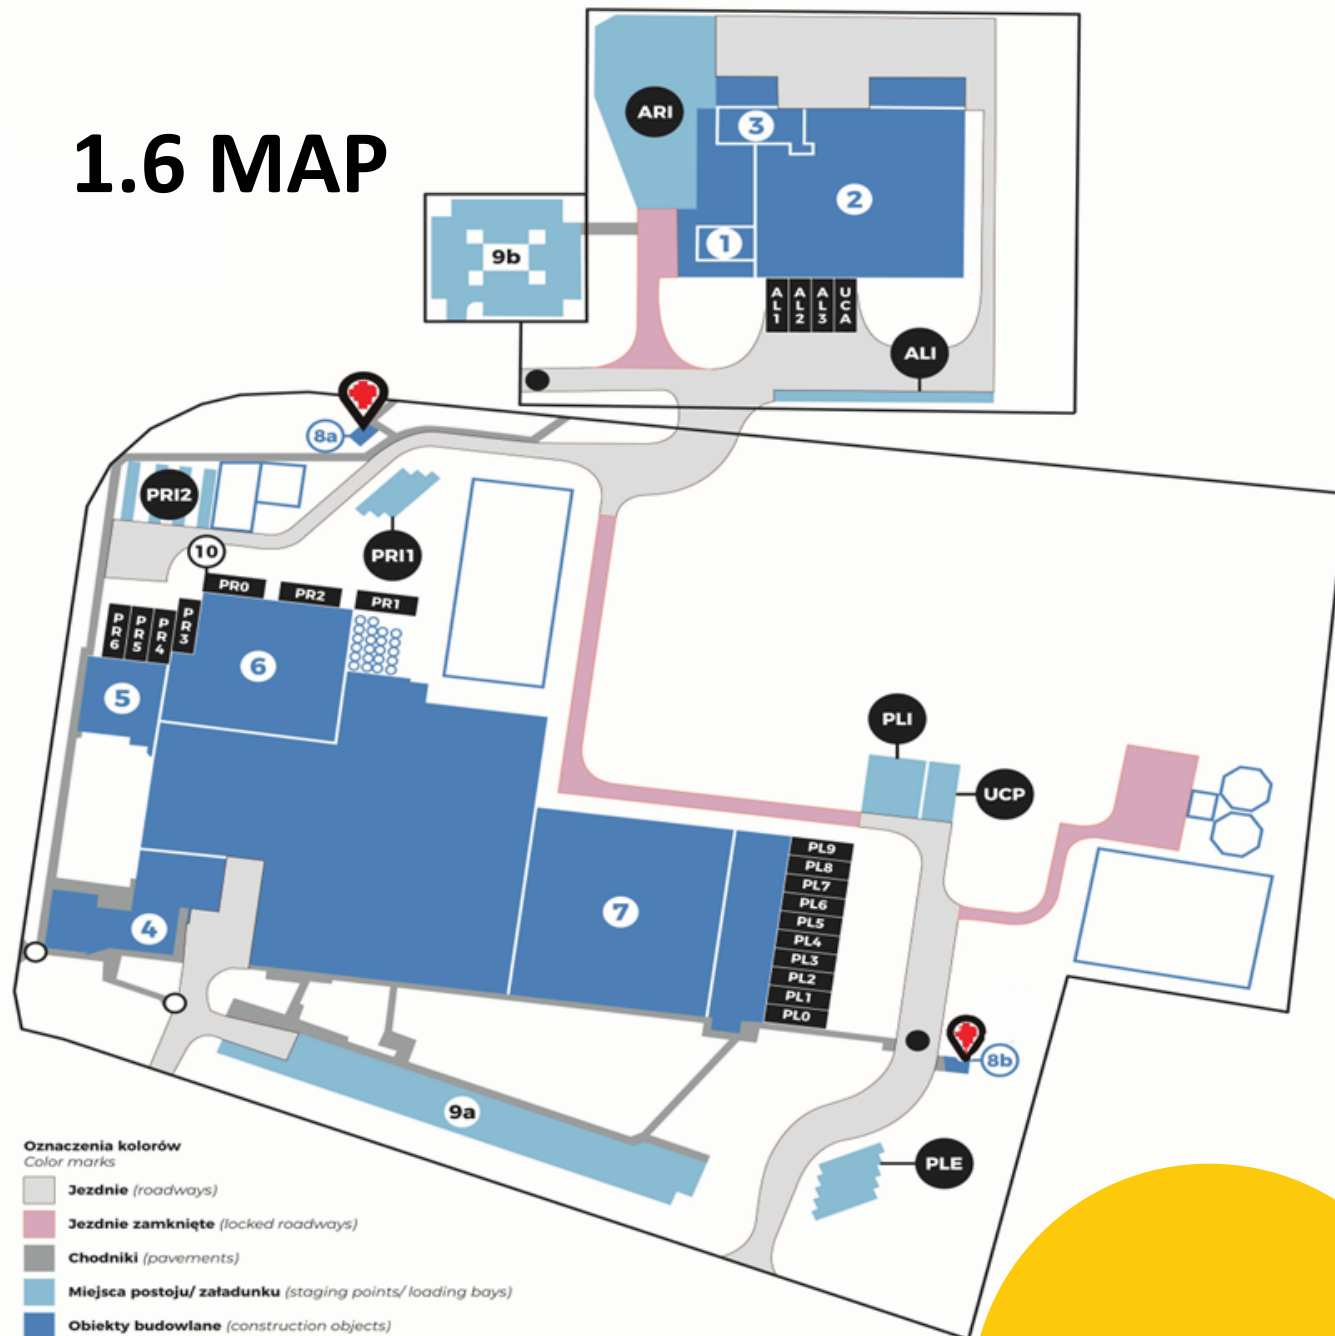 1.6 MAP
ARI
3
2
9b
1
AL1
AL2
AL3
UCA
ALI
8a
PRI2
PRI1
10
PR0
PR2
PR1
PR6
PR5
PR4
PR3
6
5
PLI
UCP
PL9
PL8
PL7
PL6
PL5
PL4
PL3
PL2
PL1
PL0
7
4
8b
9a
PLE
Oznaczenia kolorów
Color marks
Jezdnie (roadways)
Jezdnie zamknięte (locked roadways)
Chodniki (pavements)
Miejsca postoju/ załadunku (staging points/ loading bays)
Obiekty budowlane (construction objects)